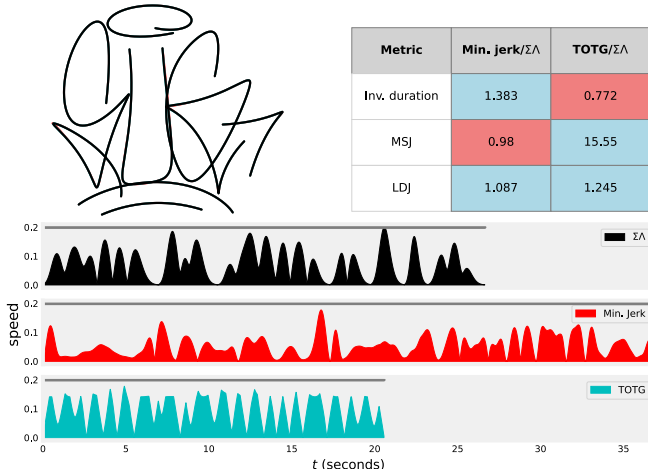 Metric Min. jerk/ΣΛ TOTG/ΣΛ
Inv. duration 1.383 0.772
MSJ 0.98 15.55
LDJ 1.087 1.245
0.2
0.1
0.0
ΣΛ
0.2
0.1
0.0
Min. Jerk
speed
0.2
0.1
0.0
TOTG
0 5 10 15 20 25 30 35
t (seconds)